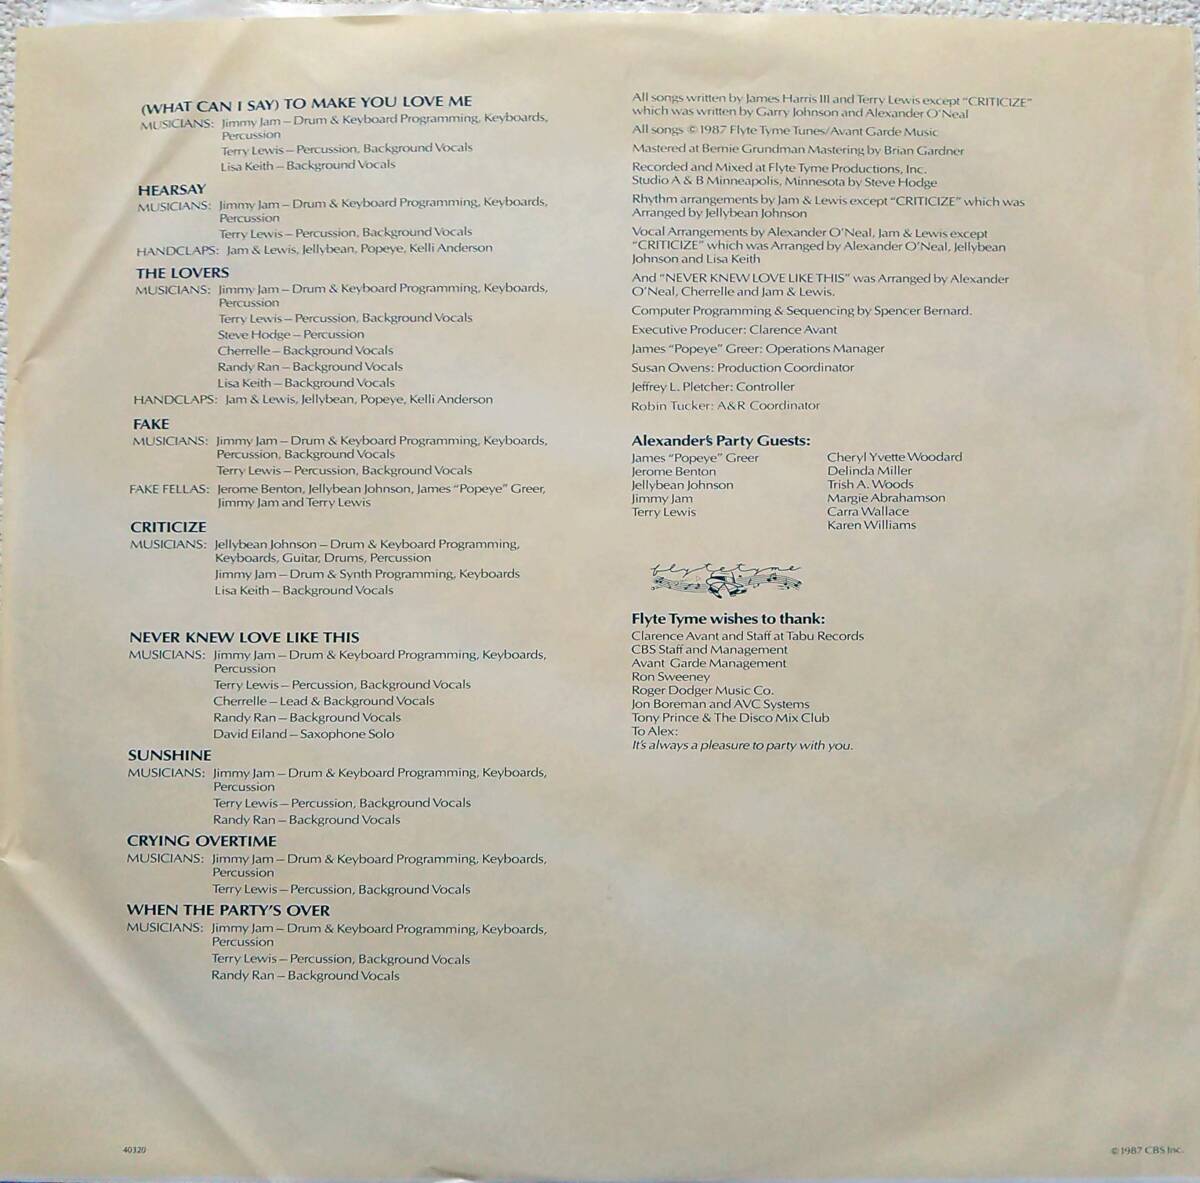 (WHAT CAN I SAY) TO MAKE YOU LOVE ME
MUSICIANS: Jimmy Jam – Drum & Keyboard Programming, Keyboards,
Percussion
Terry Lewis – Percussion, Background Vocals
Lisa Keith – Background Vocals
HEARSAY
MUSICIANS: Jimmy Jam – Drum & Keyboard Programming, Keyboards,
Percussion
Terry Lewis – Percussion, Background Vocals
HANDCLAPS: Jam & Lewis, Jellybean, Popeye, Kelli Anderson
THE LOVERS
MUSICIANS: Jimmy Jam – Drum & Keyboard Programming, Keyboards,
Percussion
Terry Lewis – Percussion, Background Vocals
Steve Hodge – Percussion
Cherrelle – Background Vocals
Randy Ran – Background Vocals
Lisa Keith – Background Vocals
HANDCLAPS: Jam & Lewis, Jellybean, Popeye, Kelli Anderson
FAKE
MUSICIANS: Jimmy Jam – Drum & Keyboard Programming, Keyboards,
Percussion, Background Vocals
Terry Lewis – Percussion, Background Vocals
FAKE FELLAS: Jerome Benton, Jellybean Johnson, James "Popeye" Greer,
Jimmy Jam and Terry Lewis
CRITICIZE
MUSICIANS: Jellybean Johnson – Drum & Keyboard Programming,
Keyboards, Guitar, Drums, Percussion
Jimmy Jam – Drum & Synth Programming, Keyboards
Lisa Keith – Background Vocals
NEVER KNEW LOVE LIKE THIS
MUSICIANS: Jimmy Jam – Drum & Keyboard Programming, Keyboards,
Percussion
Terry Lewis – Percussion, Background Vocals
Cherrelle – Lead & Background Vocals
Randy Ran – Background Vocals
David Eiland – Saxophone Solo
SUNSHINE
MUSICIANS: Jimmy Jam – Drum & Keyboard Programming, Keyboards,
Percussion
Terry Lewis – Percussion, Background Vocals
Randy Ran – Background Vocals
CRYING OVERTIME
MUSICIANS: Jimmy Jam – Drum & Keyboard Programming, Keyboards,
Percussion
Terry Lewis – Percussion, Background Vocals
WHEN THE PARTY'S OVER
MUSICIANS: Jimmy Jam – Drum & Keyboard Programming, Keyboards,
Percussion
Terry Lewis – Percussion, Background Vocals
Randy Ran – Background Vocals
All songs written by James Harris III and Terry Lewis except "CRITICIZE"
which was written by Garry Johnson and Alexander O'Neal
All songs © 1987 Flyte Tyme Tunes/Avant Garde Music
Mastered at Bernie Grundman Mastering by Brian Gardner
Recorded and Mixed at Flyte Tyme Productions, Inc.
Studio A & B Minneapolis, Minnesota by Steve Hodge
Rhythm arrangements by Jam & Lewis except "CRITICIZE" which was
Arranged by Jellybean Johnson
Vocal Arrangements by Alexander O'Neal, Jam & Lewis except
"CRITICIZE" which was Arranged by Alexander O'Neal, Jellybean
Johnson and Lisa Keith
And "NEVER KNEW LOVE LIKE THIS" was Arranged by Alexander
O'Neal, Cherrelle and Jam & Lewis.
Computer Programming & Sequencing by Spencer Bernard.
Executive Producer: Clarence Avant
James "Popeye" Greer: Operations Manager
Susan Owens: Production Coordinator
Jeffrey L. Pletcher: Controller
Robin Tucker: A&R Coordinator
Alexander's Party Guests:
James "Popeye" Greer
Jerome Benton
Jellybean Johnson
Jimmy Jam
Terry Lewis
Cheryl Yvette Woodard
Delinda Miller
Trish A. Woods
Margie Abrahamson
Carra Wallace
Karen Williams
flytetyme
Flyte Tyme wishes to thank:
Clarence Avant and Staff at Tabu Records
CBS Staff and Management
Avant Garde Management
Ron Sweeney
Roger Dodger Music Co.
Jon Boreman and AVC Systems
Tony Prince & The Disco Mix Club
To Alex:
It's always a pleasure to party with you.
40320
© 1987 CBS Inc.